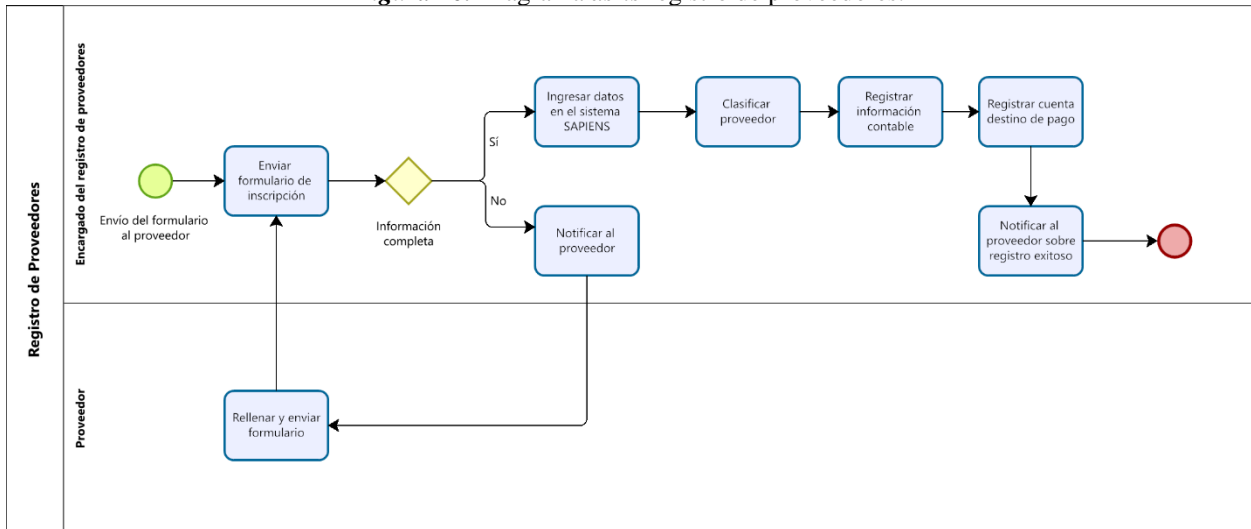 Registro de Proveedores
Encargado del registro de proveedores
Envío del formulario
al proveedor
Enviar
formulario de
inscripción
Información
completa
Sí
No
Ingresar datos
en el sistema
SAPIENS
Clasificar
proveedor
Registrar
información
contable
Registrar cuenta
destino de pago
Notificar al
proveedor
Notificar al
proveedor sobre
registro exitoso
Proveedor
Rellenar y enviar
formulario